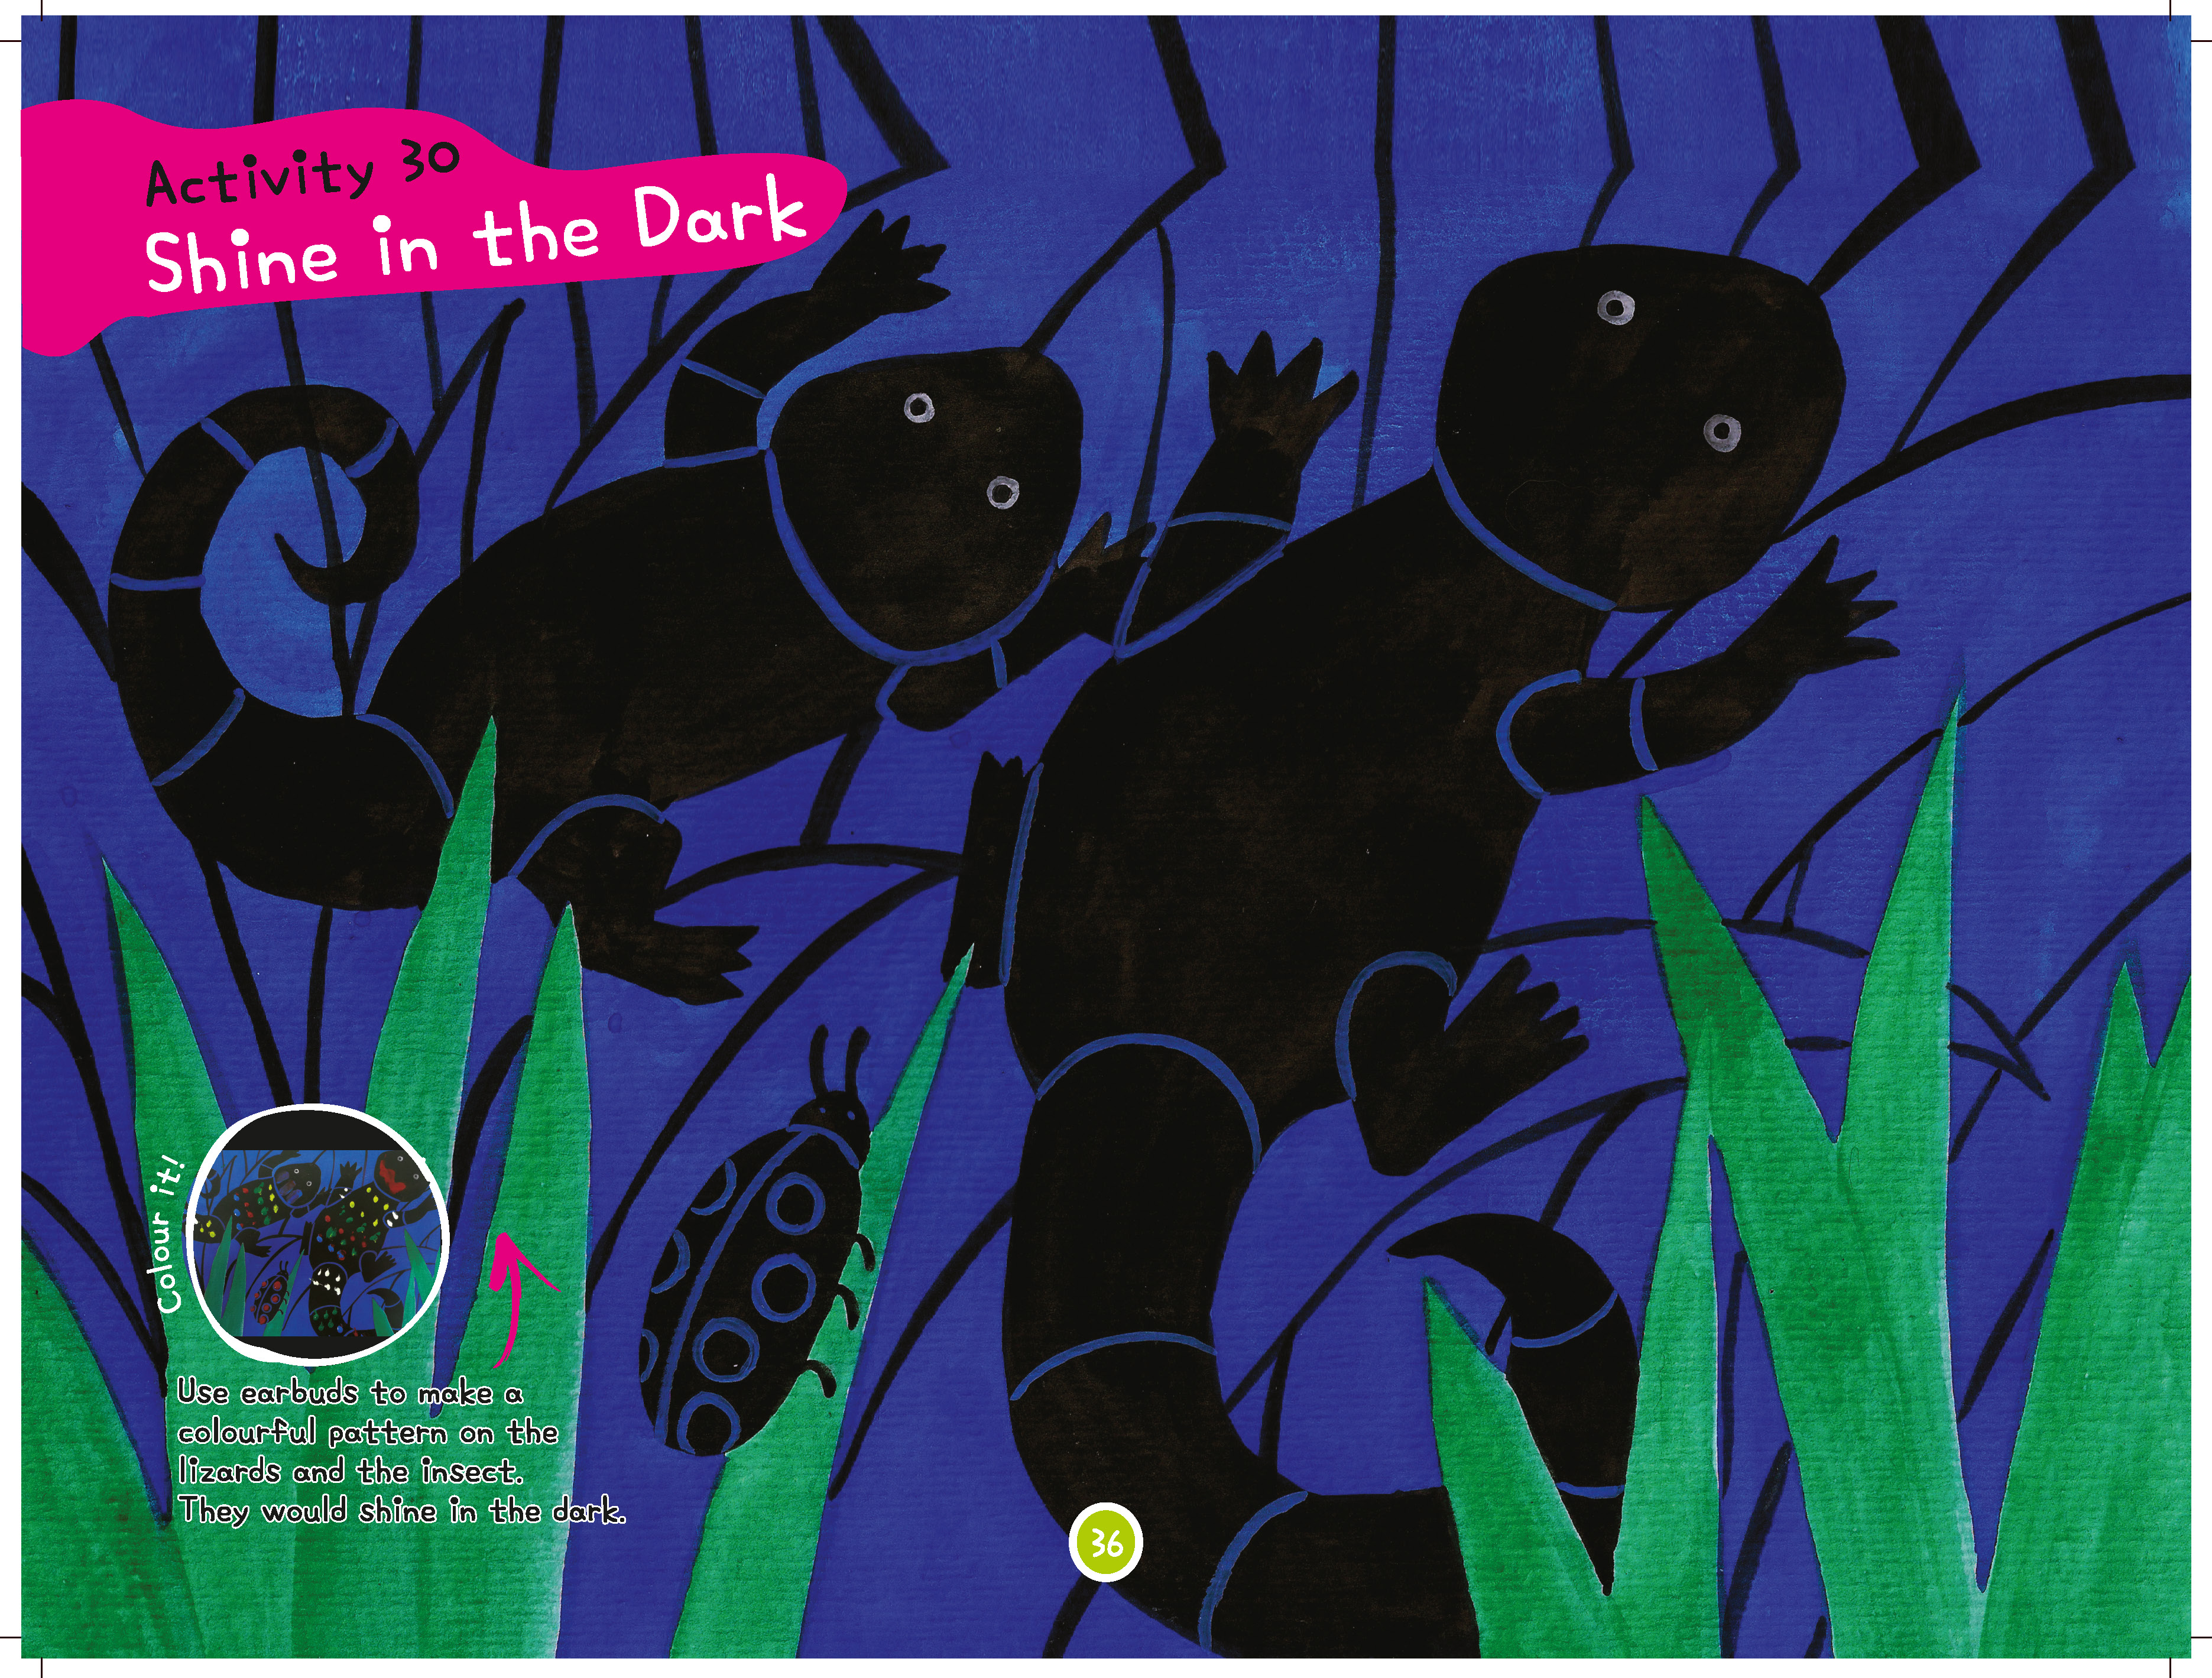 Activity 30
Shine in the Dark
Colour it!
Use earbuds to make a
colourful pattern on the
lizards and the insect.
They would shine in the dark.
36